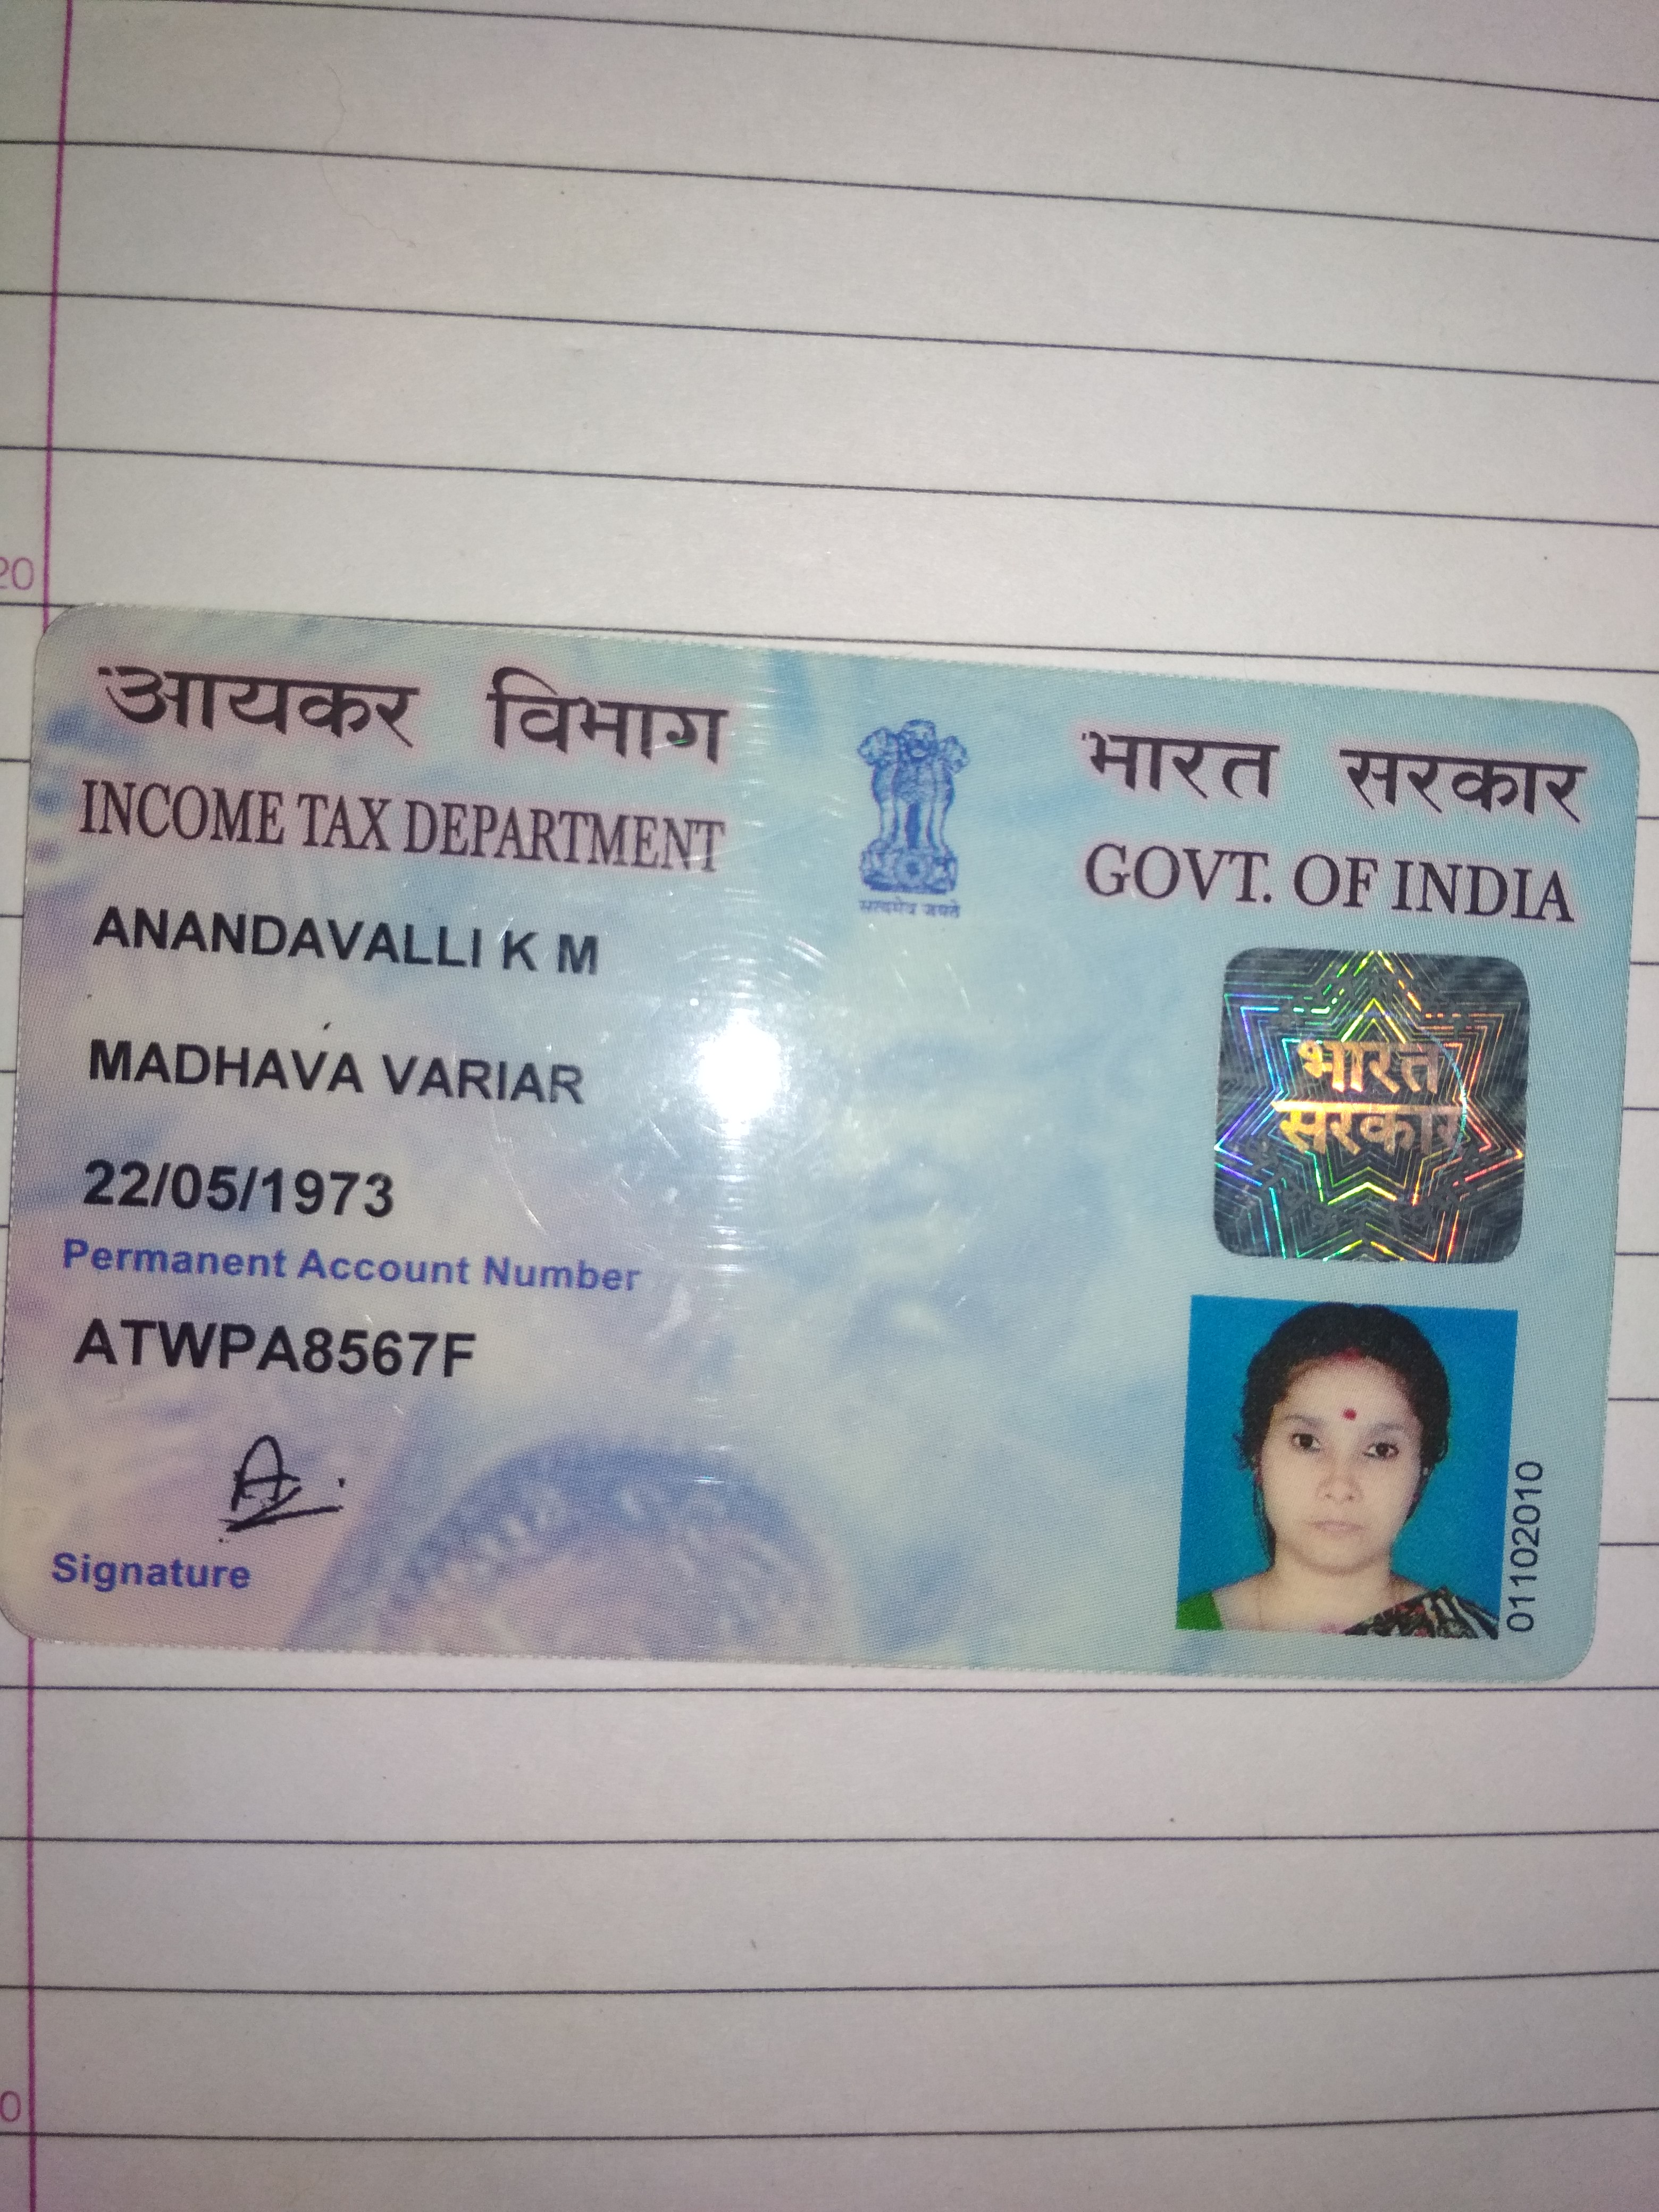 20
आयकर विभाग
INCOME TAX DEPARTMENT
सत्यमेव जयते
भारत सरकार
GOVT. OF INDIA
ANANDAVALLI K M
MADHAVA VARIAR
22/05/1973
Permanent Account Number
ATWPA8567F
Signature
भारत
सरकार
01102010
0